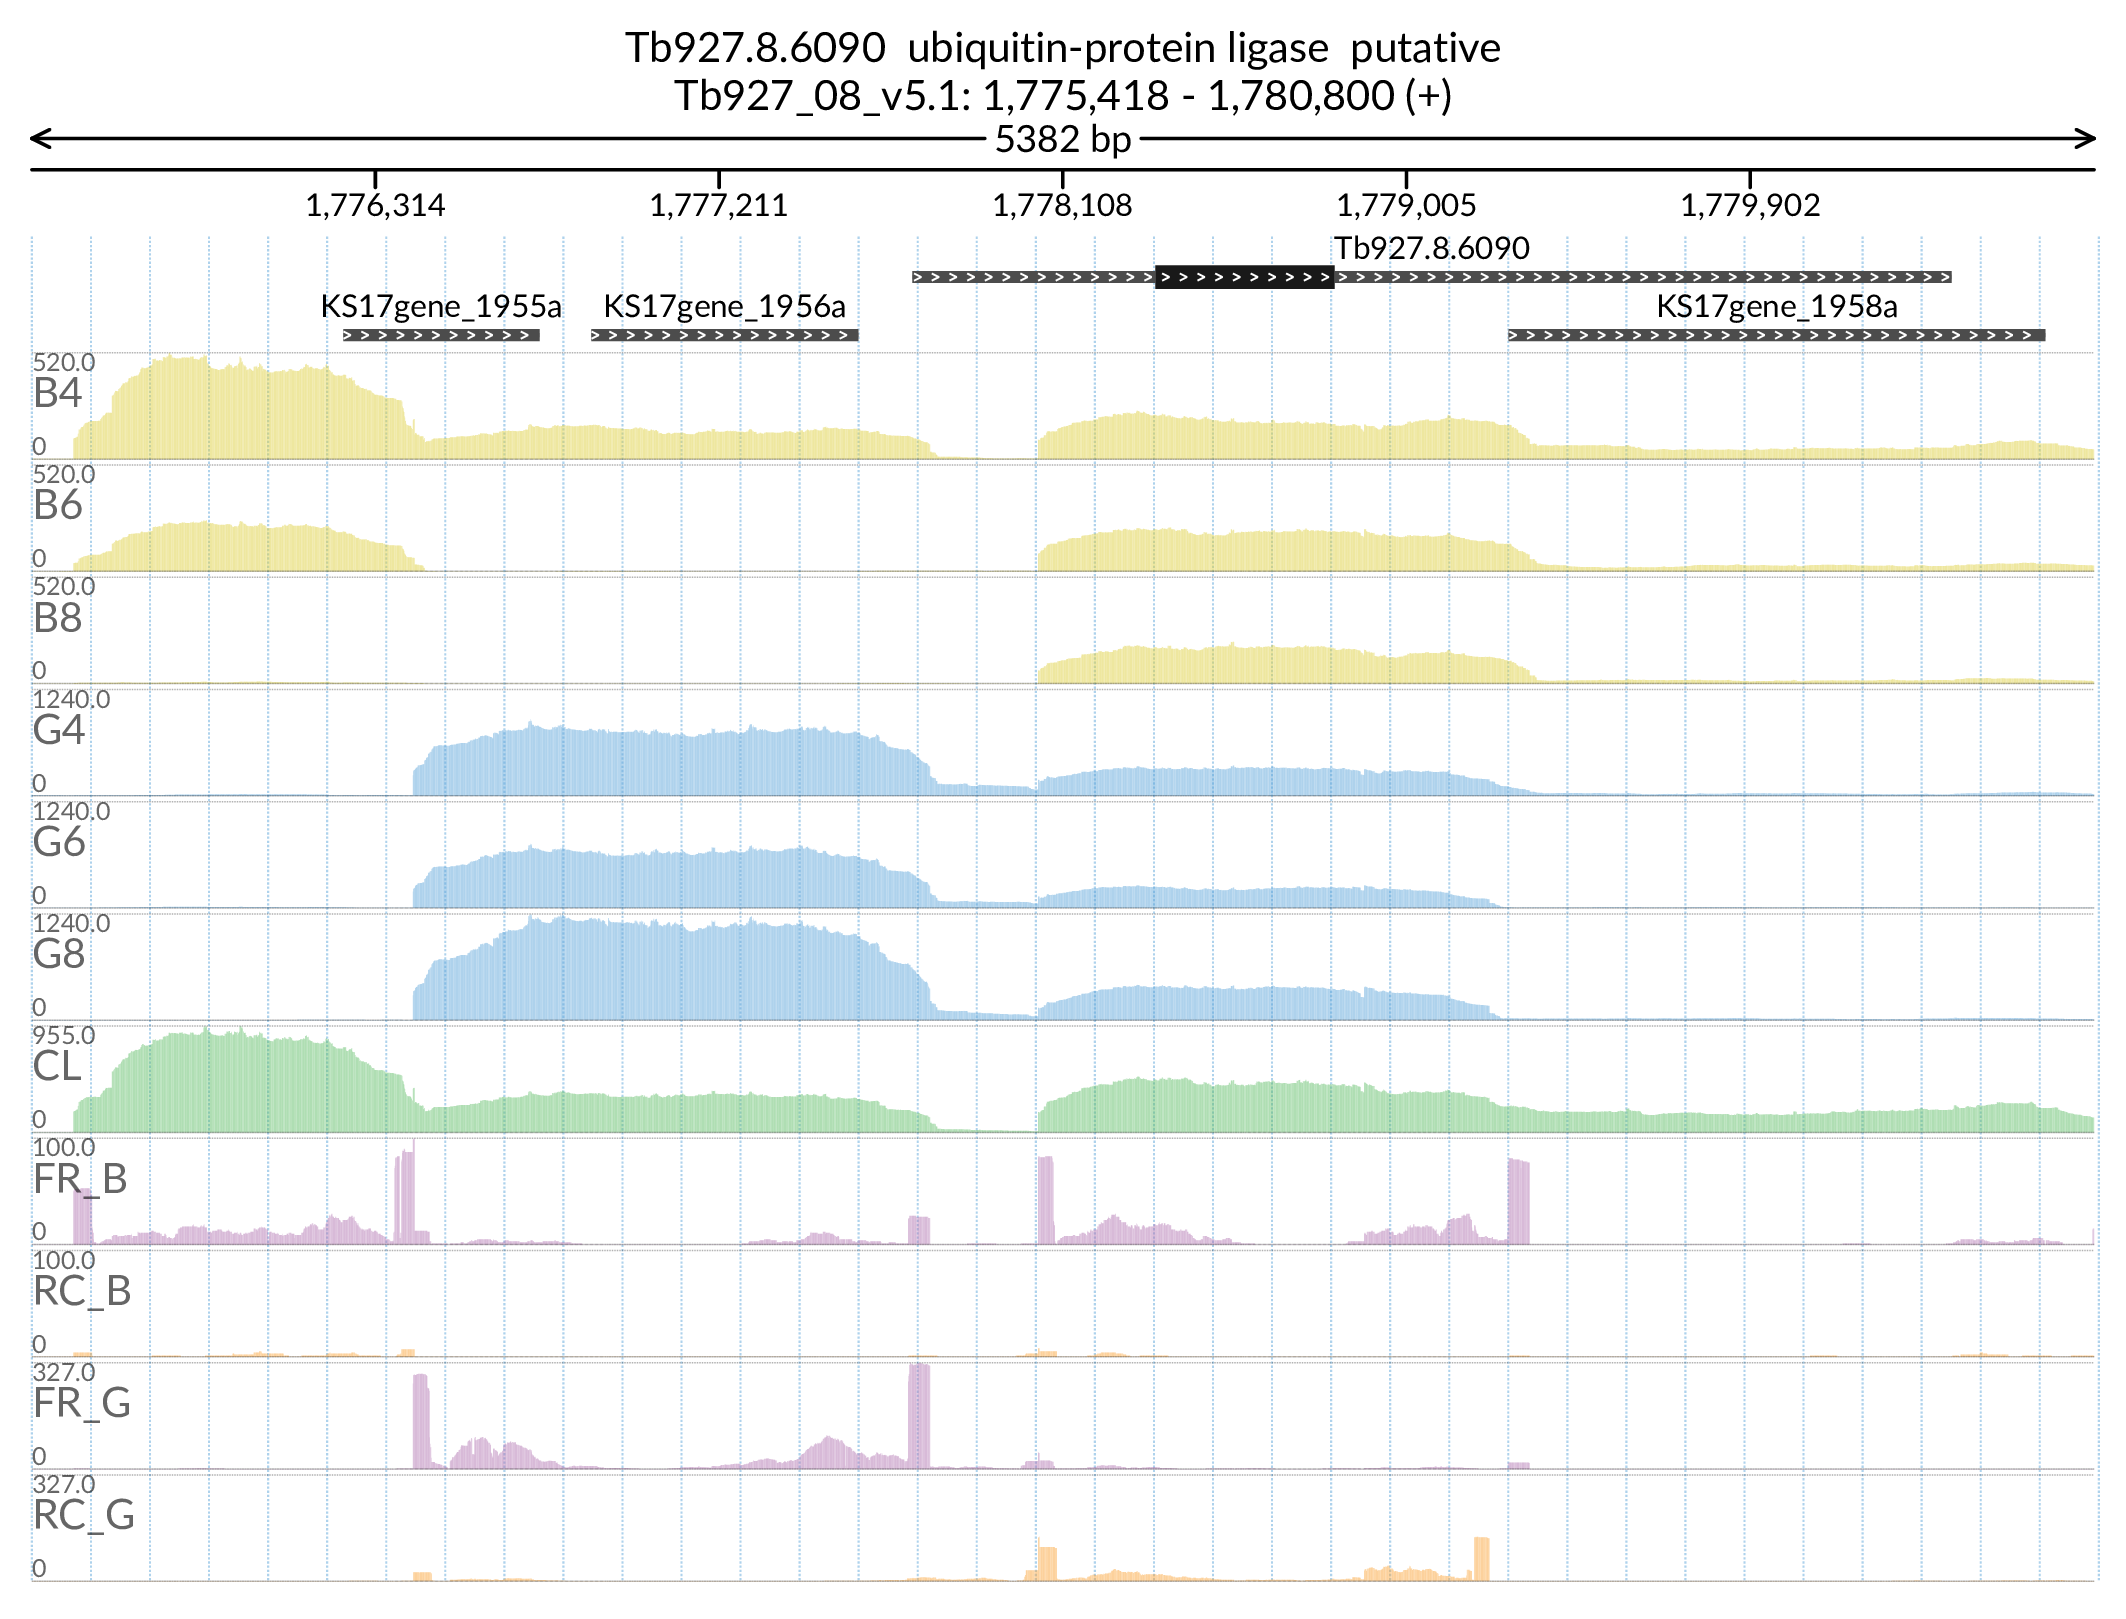 Tb927.8.6090  ubiquitin-protein ligase  putative
Tb927_08_v5.1: 1,775,418 - 1,780,800 (+)
5382 bp
1,776,314 1,777,211 1,778,108 1,779,005 1,779,902
Tb927.8.6090
KS17gene_1955a KS17gene_1956a KS17gene_1958a
520.0
B4
0
520.0
B6
0
520.0
B8
0
1240.0
G4
0
1240.0
G6
0
1240.0
G8
0
955.0
CL
0
100.0
FR_B
0
100.0
RC_B
0
327.0
FR_G
0
327.0
RC_G
0